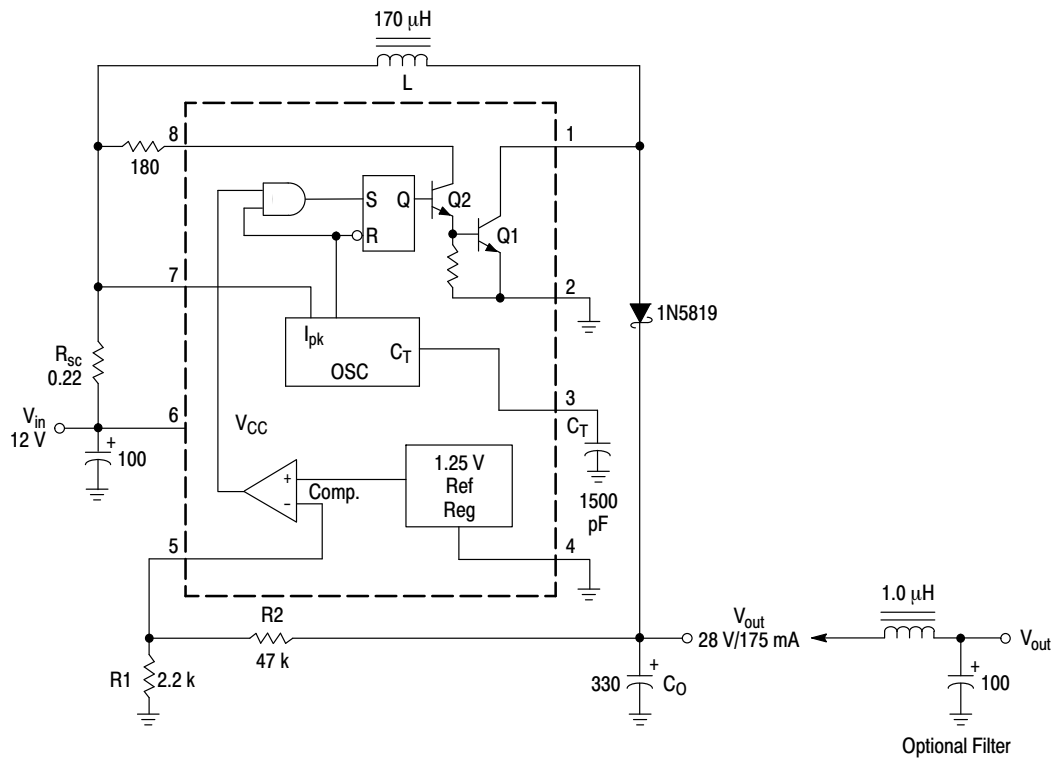 170 μH
L
8
1
180
S
Q
Q2
R
Q1
7
2
1N5819
Ipk
CT
OSC
Rsc
0.22
3
Vin
12 V
6
VCC
CT
100
+
1.25 V
Ref
Reg
+
Comp.
−
1500
pF
5
4
R2
47 k
1.0 μH
Vout
28 V/175 mA
Vout
R1
2.2 k
330
+
CO
+
100
Optional Filter